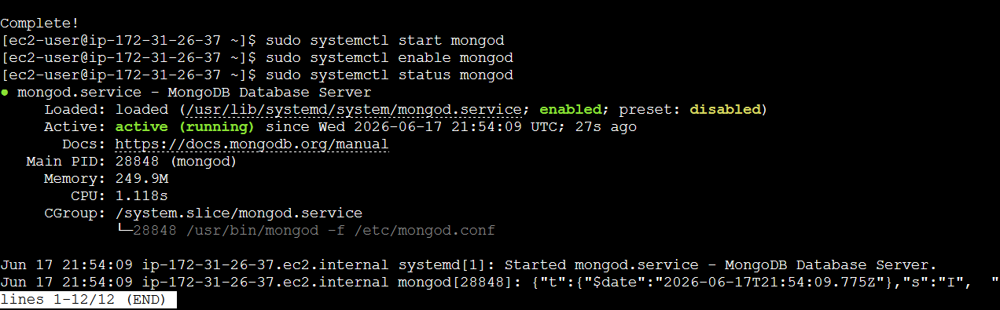 Complete!
[ec2-user@ip-172-31-26-37 ~]$ sudo systemctl start mongod
[ec2-user@ip-172-31-26-37 ~]$ sudo systemctl enable mongod
[ec2-user@ip-172-31-26-37 ~]$ sudo systemctl status mongod
● mongod.service - MongoDB Database Server
     Loaded: loaded (/usr/lib/systemd/system/mongod.service; enabled; preset: disabled)
     Active: active (running) since Wed 2026-06-17 21:54:09 UTC; 27s ago
       Docs: https://docs.mongodb.org/manual
   Main PID: 28848 (mongod)
     Memory: 249.9M
        CPU: 1.118s
     CGroup: /system.slice/mongod.service
             └─28848 /usr/bin/mongod -f /etc/mongod.conf

Jun 17 21:54:09 ip-172-31-26-37.ec2.internal systemd[1]: Started mongod.service - MongoDB Database Server.
Jun 17 21:54:09 ip-172-31-26-37.ec2.internal mongod[28848]: {"t":{"$date":"2026-06-17T21:54:09.775Z"},"s":"I",  "
lines 1-12/12 (END)